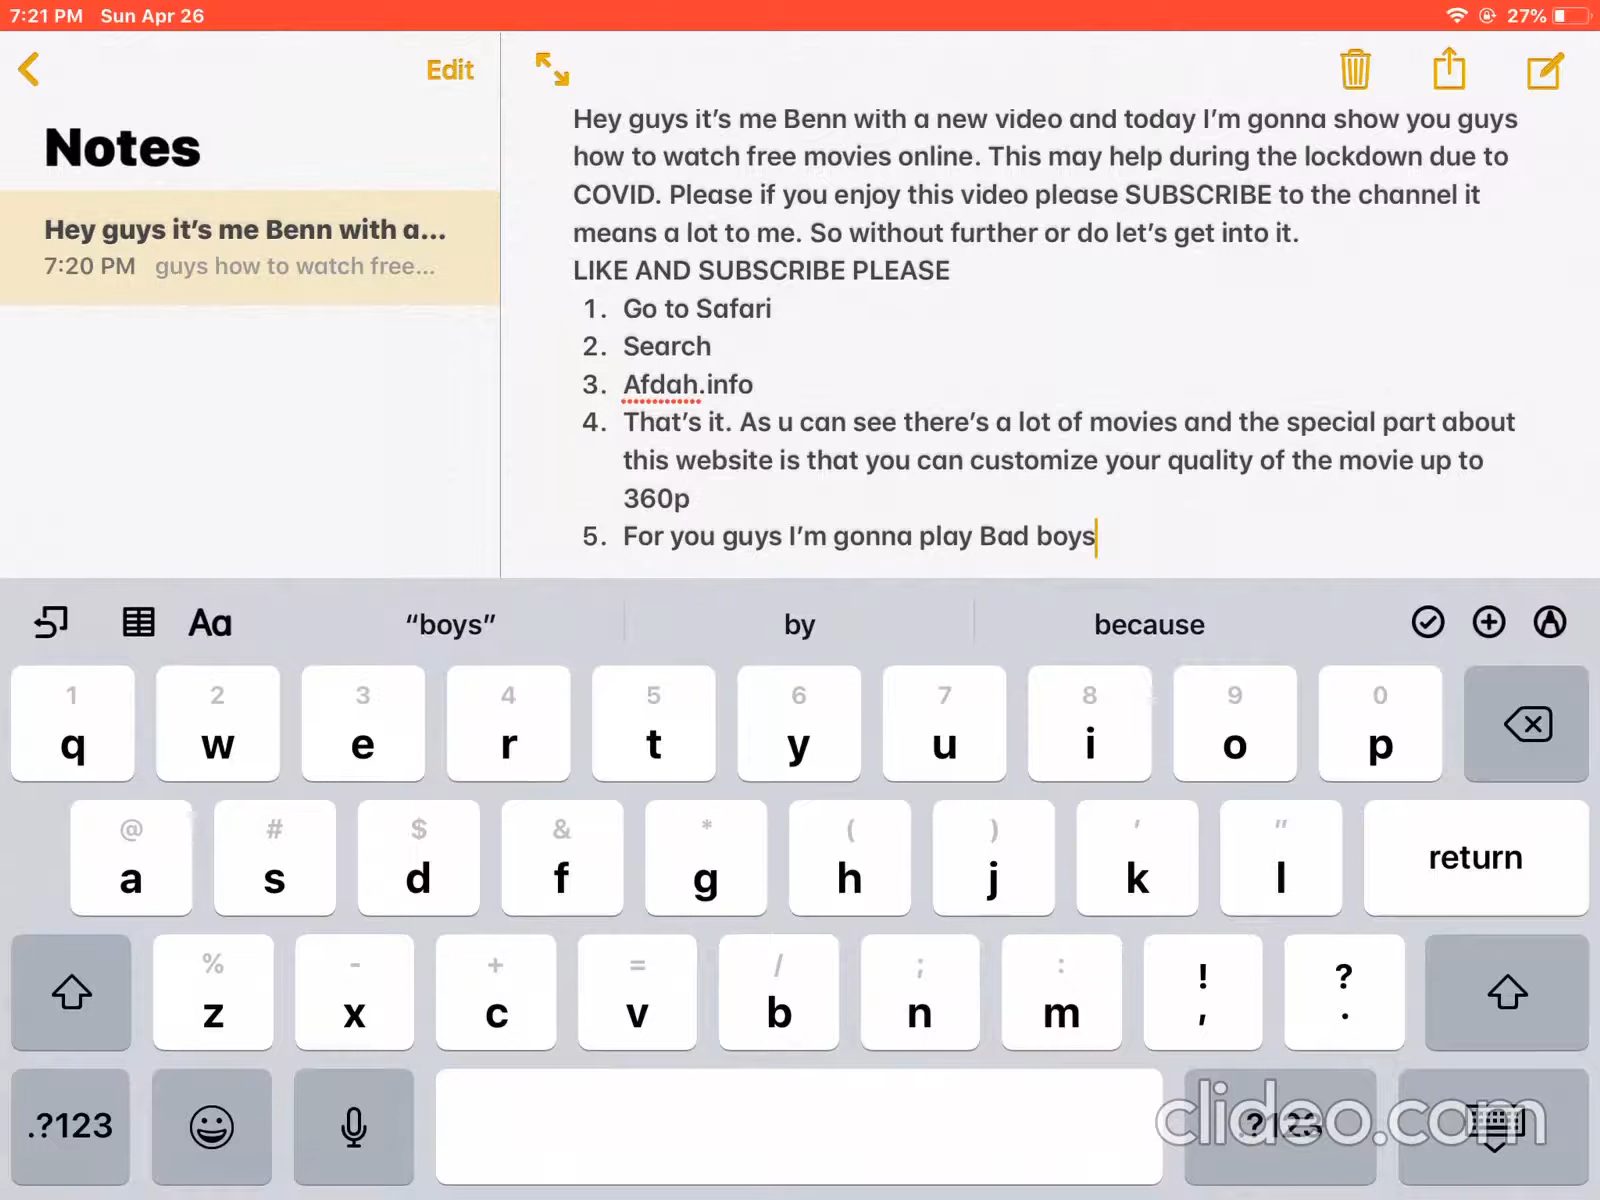 7:21 PM Sun Apr 26 27%
Edit
Notes
Hey guys it's me Benn with a...
7:20 PM guys how to watch free...
Hey guys it's me Benn with a new video and today I'm gonna show you guys
how to watch free movies online. This may help during the lockdown due to
COVID. Please if you enjoy this video please SUBSCRIBE to the channel it
means a lot to me. So without further or do let's get into it.
LIKE AND SUBSCRIBE PLEASE
1. Go to Safari
2. Search
3. Afdah.info
4. That's it. As u can see there's a lot of movies and the special part about
this website is that you can customize your quality of the movie up to
360p
5. For you guys I'm gonna play Bad boys
Aa "boys" by because
1 2 3 4 5 6 7 8 9 0
q w e r t y u i o p
@ # $ & * ( ) ' "
a s d f g h j k l return
% - + = / ; : ! ?
z x c v b n m , .
.?123 .?123
clideo.com